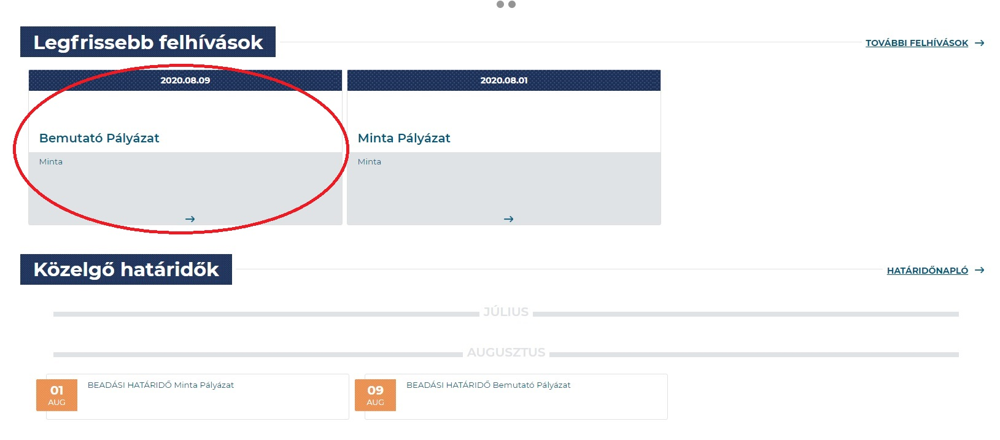 Legfrissebb felhívások
TOVÁBBI FELHÍVÁSOK →
2020.08.09
Bemutató Pályázat
Minta
→
2020.08.01
Minta Pályázat
Minta
→
Közelgő határidők
HATÁRIDŐNAPLÓ →
JÚLIUS
AUGUSZTUS
01
AUG
BEADÁSI HATÁRIDŐ Minta Pályázat
09
AUG
BEADÁSI HATÁRIDŐ Bemutató Pályázat